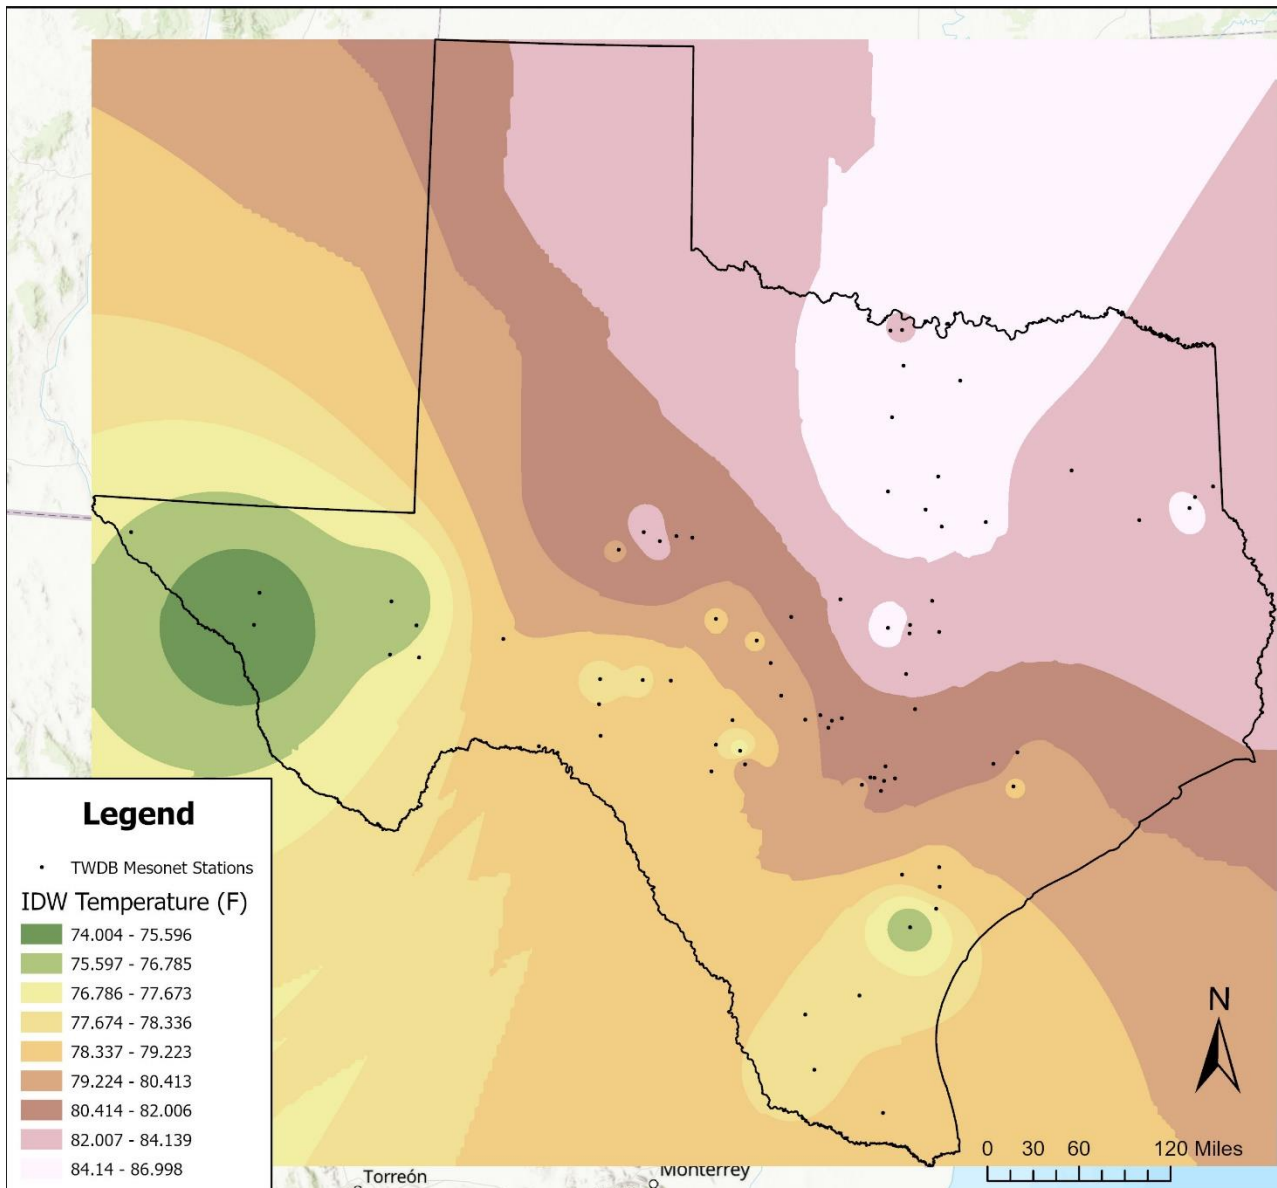 Legend
TWDB Mesonet Stations
IDW Temperature (F)
74.004 - 75.596
75.597 - 76.785
76.786 - 77.673
77.674 - 78.336
78.337 - 79.223
79.224 - 80.413
80.414 - 82.006
82.007 - 84.139
84.14 - 86.998
N
0 30 60 120 Miles
Torreón
Monterrey